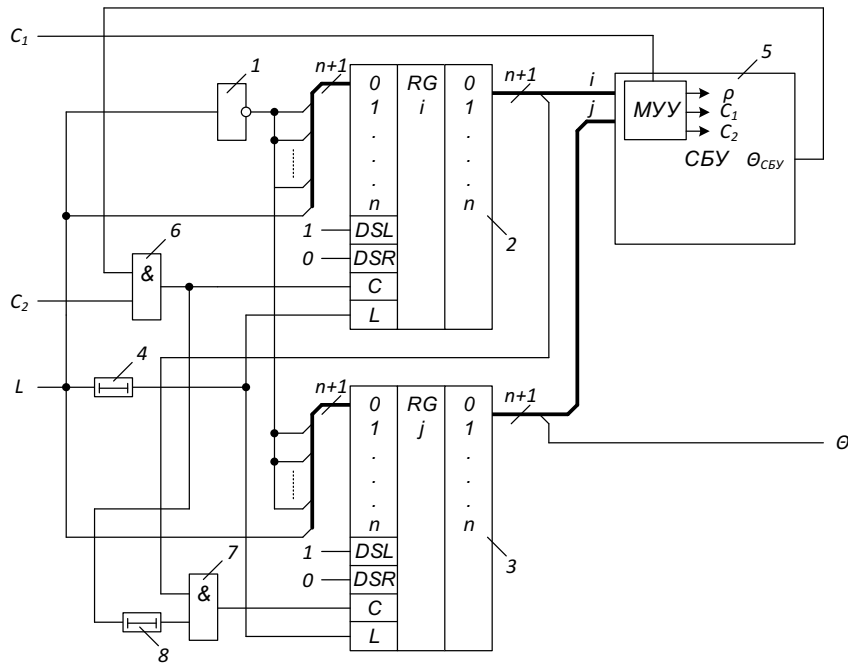 C1
1
n+1
0 RG 0
1 i 1
. .
. .
. .
n n
1 DSL
0 DSR
C
L
2
n+1
i
j
5
МУУ
ρ
C1
C2
СБУ ΘСБУ
6
&
C2
4
L
n+1
0 RG 0
1 j 1
. .
. .
. .
n n
1 DSL
0 DSR
C
L
3
n+1
Θ
7
&
8